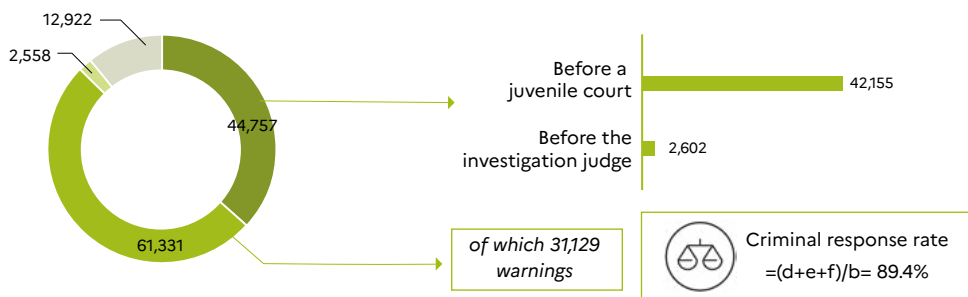 12,922
2,558
44,757
61,331
Before a
juvenile court
42,155
Before the
investigation judge
2,602
of which 31,129
warnings
Criminal response rate
=(d+e+f)/b= 89.4%